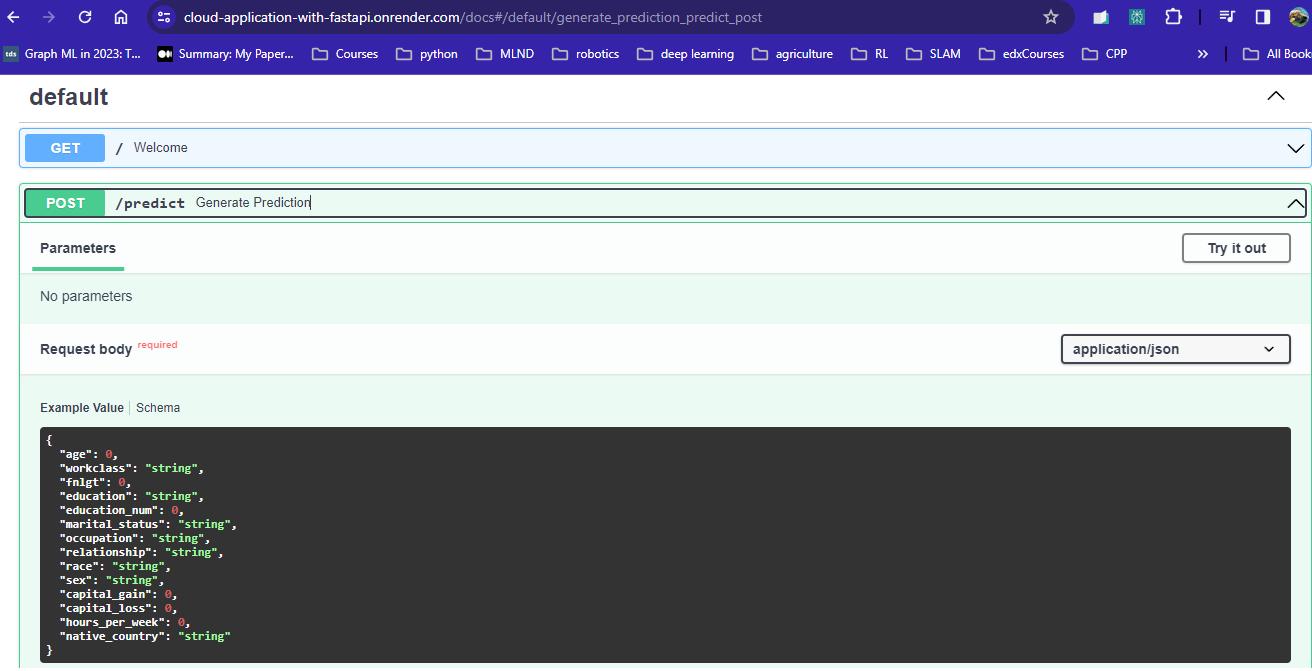 cloud-application-with-fastapi.onrender.com/docs#/default/generate_prediction_predict_post
tds Graph ML in 2023: T... Summary: My Paper... Courses python MLND robotics deep learning agriculture RL SLAM edxCourses CPP » All Book
default
GET / Welcome
POST /predict Generate Prediction
Parameters Try it out
No parameters
Request body required application/json
Example Value Schema
{
"age": 0,
"workclass": "string",
"fnlgt": 0,
"education": "string",
"education_num": 0,
"marital_status": "string",
"occupation": "string",
"relationship": "string",
"race": "string",
"sex": "string",
"capital_gain": 0,
"capital_loss": 0,
"hours_per_week": 0,
"native_country": "string"
}